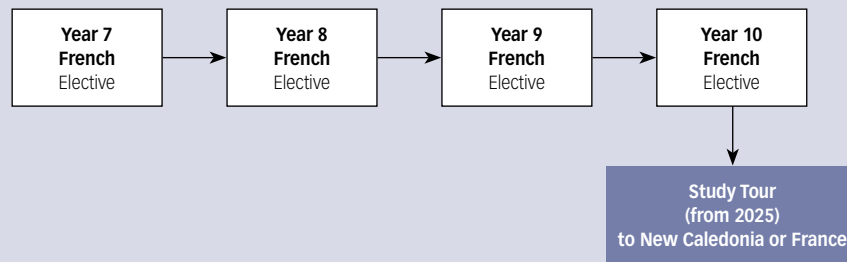 Year 7
French
Elective
Year 8
French
Elective
Year 9
French
Elective
Year 10
French
Elective
Study Tour
(from 2025)
to New Caledonia or France